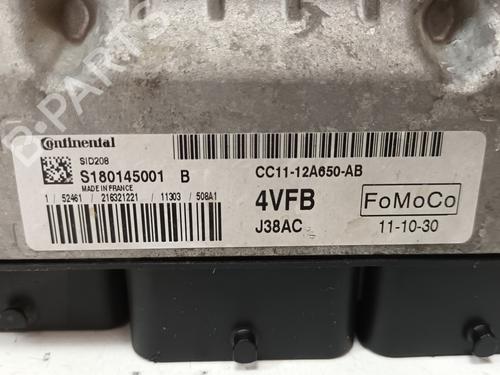 Continental
SID208
S180145001 B
MADE IN FRANCE
1 / 52461 / 216321221 / 11303 / 508A1
CC11-12A650-AB
4VFB
FoMoCo
J38AC
11-10-30
B-PARTS